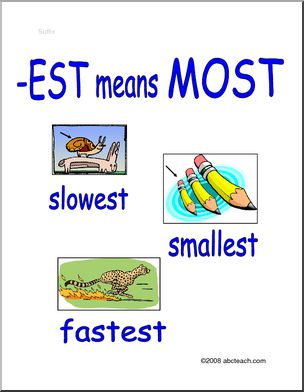 Suffix
-EST means MOST
slowest
smallest
fastest
©2008 abcteach.com